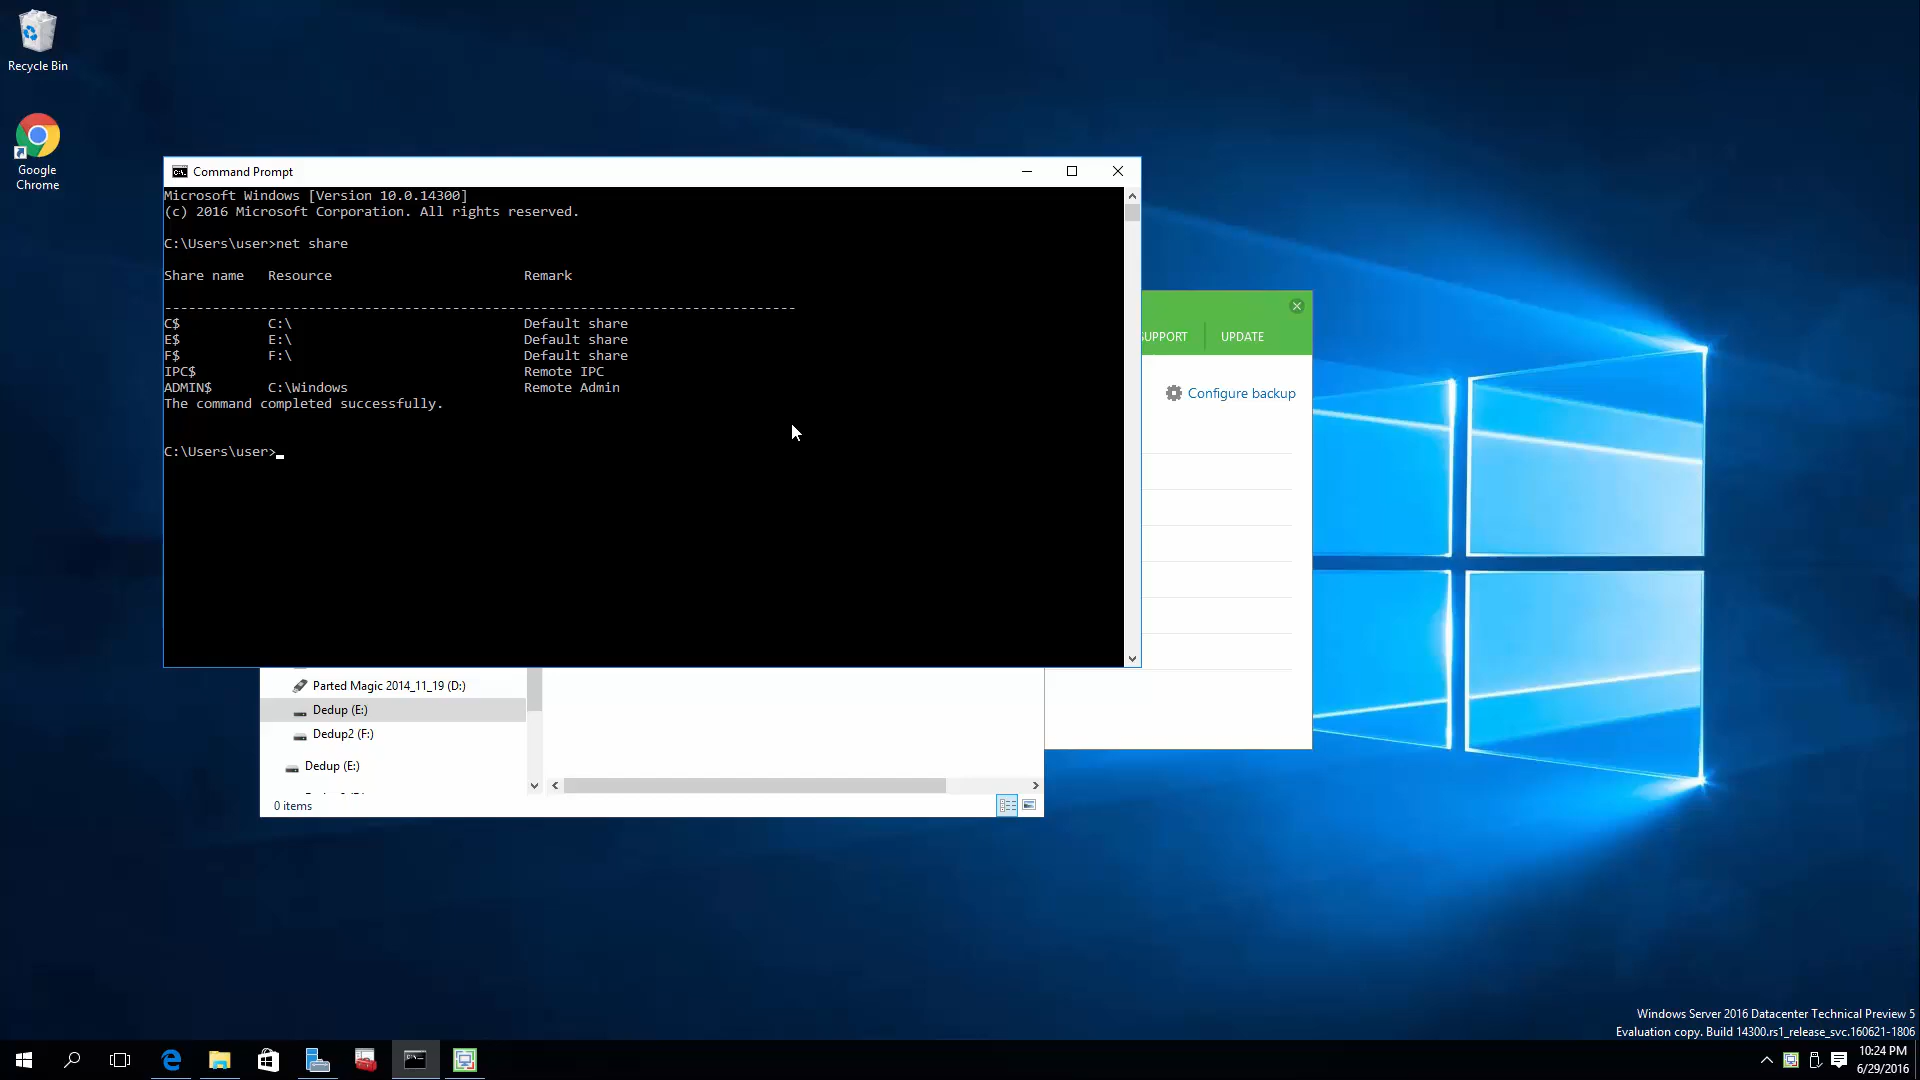 Recycle Bin
Google
Chrome
Command Prompt
Microsoft Windows [Version 10.0.14300]
(c) 2016 Microsoft Corporation. All rights reserved.
C:\Users\user>net share
Share name Resource Remark
-------------------------------------------------------------------------------
C$ C:\ Default share
E$ E:\ Default share
F$ F:\ Default share
IPC$ Remote IPC
ADMIN$ C:\Windows Remote Admin
The command completed successfully.
C:\Users\user>
SUPPORT UPDATE
Configure backup
Parted Magic 2014_11_19 (D:)
Dedup (E:)
Dedup2 (F:)
Dedup (E:)
0 items
Windows Server 2016 Datacenter Technical Preview 5
Evaluation copy. Build 14300.rs1_release_svc.160621-1806
10:24 PM
6/29/2016